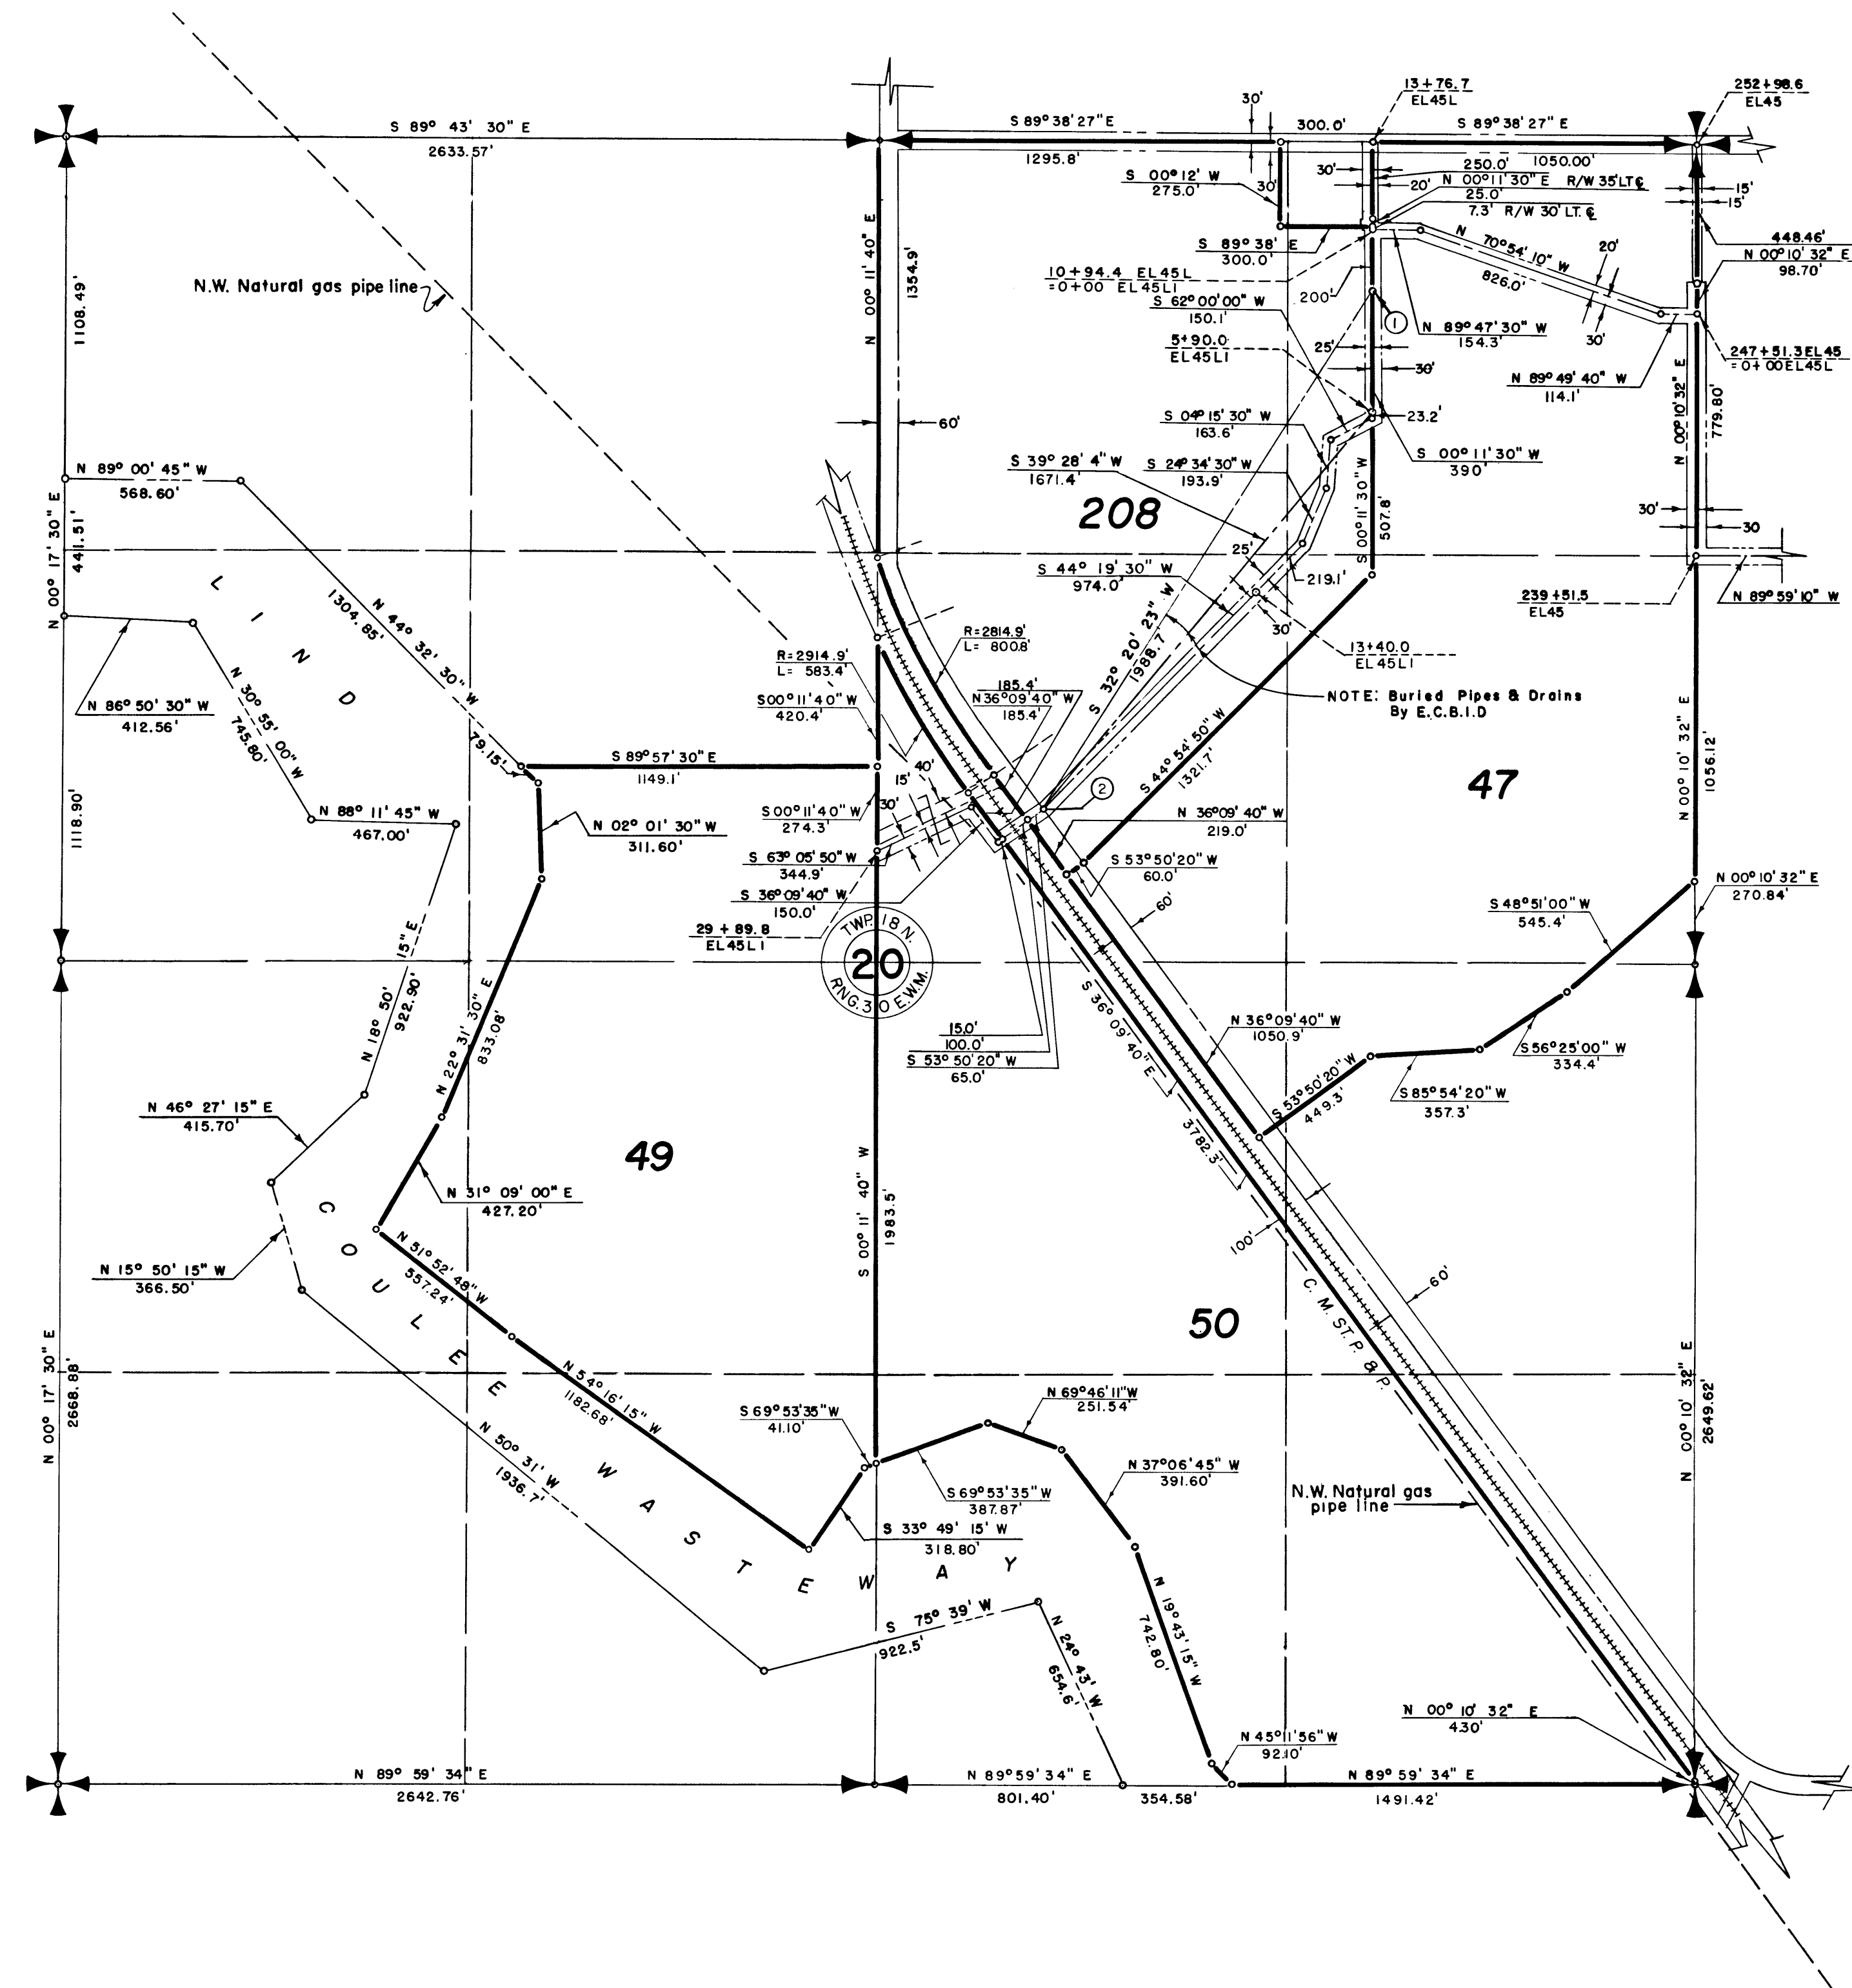 S 89° 43' 30" E
2633.57'
S 89°38'27"E
1295.8'
30'
30'
300.0'
13+76.7
EL45L
S 89°38'27" E
1050.00'
252+98.6
EL45
S 00°12' W
275.0'
30'
20'
250.0'
N 00°11'30" E R/W 35' LT ℄
25.0'
7.3' R/W 30' LT. ℄
15'
15'
S 89°38' E
300.0'
N 70°54'10" W
826.0'
20'
30'
448.46'
N 00°10'32" E
98.70'
10+94.4 EL45L
=0+00 EL45L1
200'
1
S 62°00'00" W
150.1'
N 89°47'30" W
154.3'
5+90.0
EL45L1
25'
30'
247+51.3 EL45
=0+00 EL45L
N 89°49'40" W
114.1'
N.W. Natural gas pipe line
1108.49'
N 00° 11' 40" E
1354.9'
60'
23.2'
S 04°15'30" W
163.6'
S 00°11'30" W
390'
N 00°10'32" E
779.80'
S 39° 28' 4" W
1671.4'
S 24°34'30" W
193.9'
S 00°11'30" W
507.8'
N 89° 00' 45" W
568.60'
208
30'
30
N 00° 17' 30" E
441.51'
25'
219.1'
S 44° 19' 30" W
974.0'
30'
239+51.5
EL45
N 89°59'10" W
LIND
N 44° 32' 30" W
1304.85'
13+40.0
EL45L1
R=2814.9'
L= 800.8'
S 32° 20' 23" W
1988.7
R=2914.9'
L= 583.4'
185.4'
N36°09'40" W
185.4'
NOTE: Buried Pipes & Drains
By E.C.B.I.D
N 86° 50' 30" W
412.56'
N 30° 55' 00" W
745.80'
S00°11'40" W
420.4'
79.15'
S 89°57'30" E
1149.1'
40'
15'
30'
2
S 44°54'50" W
1321.7'
47
N 00°10'32" E
1056.12'
1118.90'
N 88° 11' 45" W
467.00'
N 02° 01' 30" W
311.60'
S00°11'40" W
274.3'
N 36°09'40" W
219.0'
S 63°05'50" W
344.9'
S 53°50'20" W
60.0'
S 36°09'40" W
150.0'
60'
N 00°10'32" E
270.84'
S 48°51'00" W
545.4'
29 + 89.8
EL45L1
TWP. 18 N.
20
RNG. 30 E.W.M.
N 18° 50' 15" E
922.90'
N 22° 31' 30" E
833.08'
15.0'
100.0'
S 53°50'20" W
65.0'
S 36° 09' 40" E
3782.3'
N 36°09'40" W
1050.9'
S56°25'00" W
334.4'
S 53°50'20" W
449.3'
S85°54'20" W
357.3'
N 46° 27' 15" E
415.70'
49
S 00° 11' 40" W
1983.5'
N 31° 09' 00" E
427.20'
COULEE
N 15° 50' 15" W
366.50'
N 51° 52' 48" W
557.24'
100'
60'
C. M. ST. P. & P.
50
N 00° 17' 30" E
2668.88'
N 54° 16' 15" W
1182.68'
N 00° 10' 32" E
2649.62'
S 69°53'35"W
41.10'
N 69°46'11"W
251.54'
N 50° 31' W
1936.7'
N 37°06'45" W
391.60'
S69°53'35" W
387.87'
N.W. Natural gas
pipe line
WASTEWAY
S 33° 49' 15' W
318.80'
S 75° 39' W
922.5'
N 24° 43' W
654.6'
N 19° 43' 15" W
742.80'
N 00° 10' 32" E
4.30'
N 45°11'56" W
92.10'
N 89° 59' 34" E
2642.76'
N 89°59'34" E
801.40'
354.58'
N 89° 59' 34" E
1491.42'